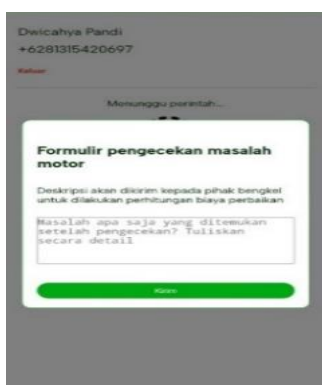 Dwicahya Pandi
+6281315420697
Keluar
Menunggu perintah...
Formulir pengecekan masalah
motor
Deskripsi akan dikirim kepada pihak bengkel
untuk dilakukan perhitungan biaya perbaikan
Masalah apa saja yang ditemukan
setelah pengecekan? Tuliskan
secara detail
Kirim